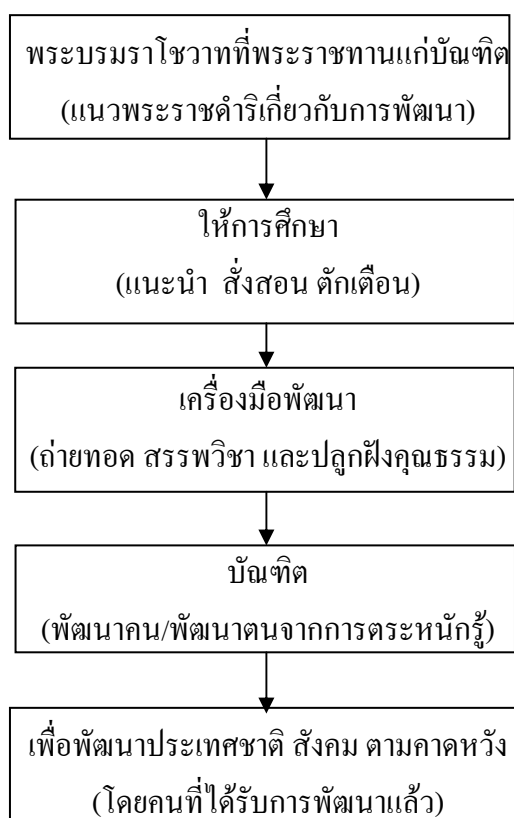 พระบรมราโชวาทที่พระราชทานแก่บัณฑิต
(แนวพระราชดำริเกี่ยวกับการพัฒนา)
ให้การศึกษา
(แนะนำ สั่งสอน ตักเตือน)
เครื่องมือพัฒนา
(ถ่ายทอด สรรพวิชา และปลูกฝังคุณธรรม)
บัณฑิต
(พัฒนาคน/พัฒนาตนจากการตระหนักรู้)
เพื่อพัฒนาประเทศชาติ สังคม ตามคาดหวัง
(โดยคนที่ได้รับการพัฒนาแล้ว)